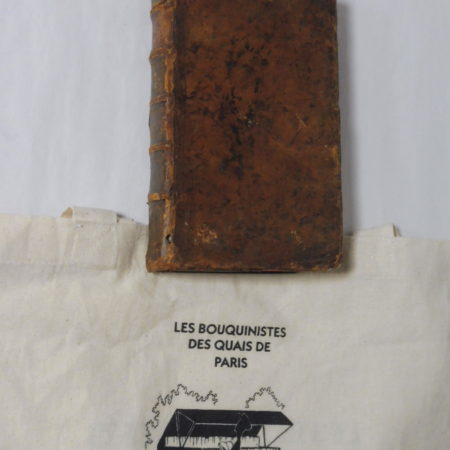 LES BOUQUINISTES
DES QUAIS DE
PARIS